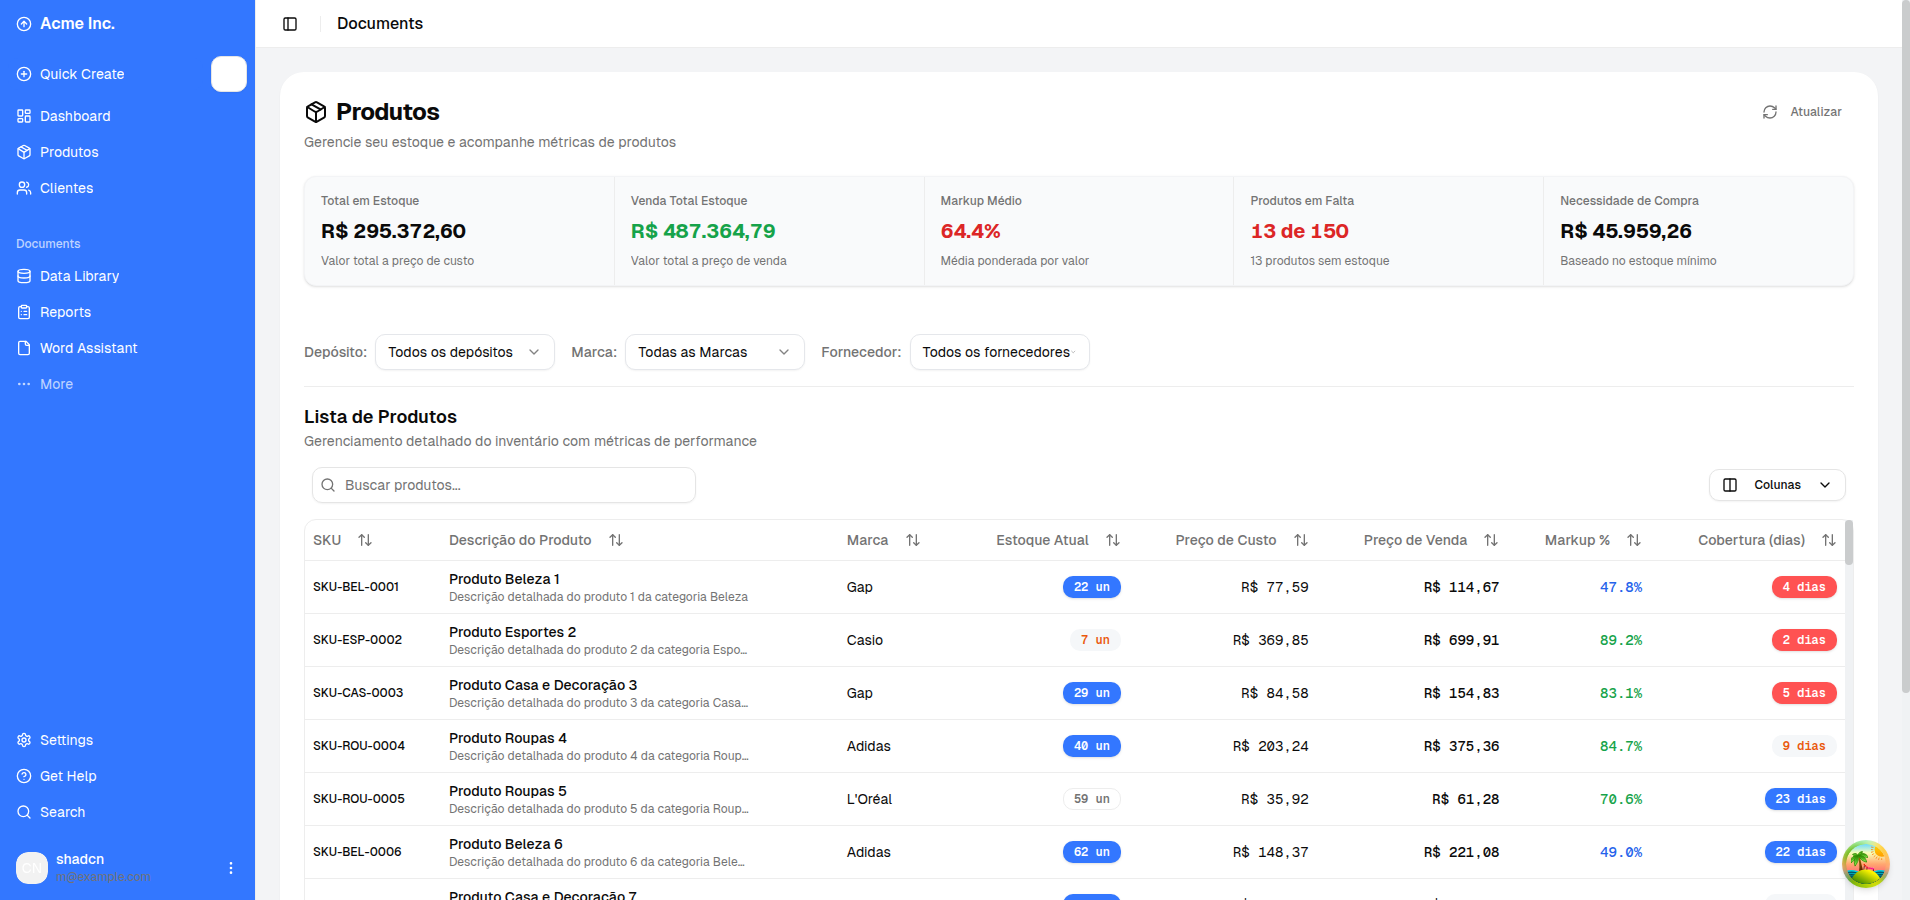 Acme Inc.
Quick Create
Dashboard
Produtos
Clientes
Documents
Data Library
Reports
Word Assistant
More
Settings
Get Help
Search
CN
shadcn
m@example.com
Documents
Produtos
Atualizar
Gerencie seu estoque e acompanhe métricas de produtos
Total em Estoque
R$ 295.372,60
Valor total a preço de custo
Venda Total Estoque
R$ 487.364,79
Valor total a preço de venda
Markup Médio
64.4%
Média ponderada por valor
Produtos em Falta
13 de 150
13 produtos sem estoque
Necessidade de Compra
R$ 45.959,26
Baseado no estoque mínimo
Depósito: Todos os depósitos Marca: Todas as Marcas Fornecedor: Todos os fornecedores
Lista de Produtos
Gerenciamento detalhado do inventário com métricas de performance
Buscar produtos...
Colunas
SKU Descrição do Produto Marca Estoque Atual Preço de Custo Preço de Venda Markup % Cobertura (dias)
SKU-BEL-0001 Produto Beleza 1 Gap 22 un R$ 77,59 R$ 114,67 47.8% 4 dias
Descrição detalhada do produto 1 da categoria Beleza
SKU-ESP-0002 Produto Esportes 2 Casio 7 un R$ 369,85 R$ 699,91 89.2% 2 dias
Descrição detalhada do produto 2 da categoria Espo...
SKU-CAS-0003 Produto Casa e Decoração 3 Gap 29 un R$ 84,58 R$ 154,83 83.1% 5 dias
Descrição detalhada do produto 3 da categoria Casa...
SKU-ROU-0004 Produto Roupas 4 Adidas 40 un R$ 203,24 R$ 375,36 84.7% 9 dias
Descrição detalhada do produto 4 da categoria Roup...
SKU-ROU-0005 Produto Roupas 5 L'Oréal 59 un R$ 35,92 R$ 61,28 70.6% 23 dias
Descrição detalhada do produto 5 da categoria Roup...
SKU-BEL-0006 Produto Beleza 6 Adidas 62 un R$ 148,37 R$ 221,08 49.0% 22 dias
Descrição detalhada do produto 6 da categoria Bele...
Produto Casa e Decoração 7